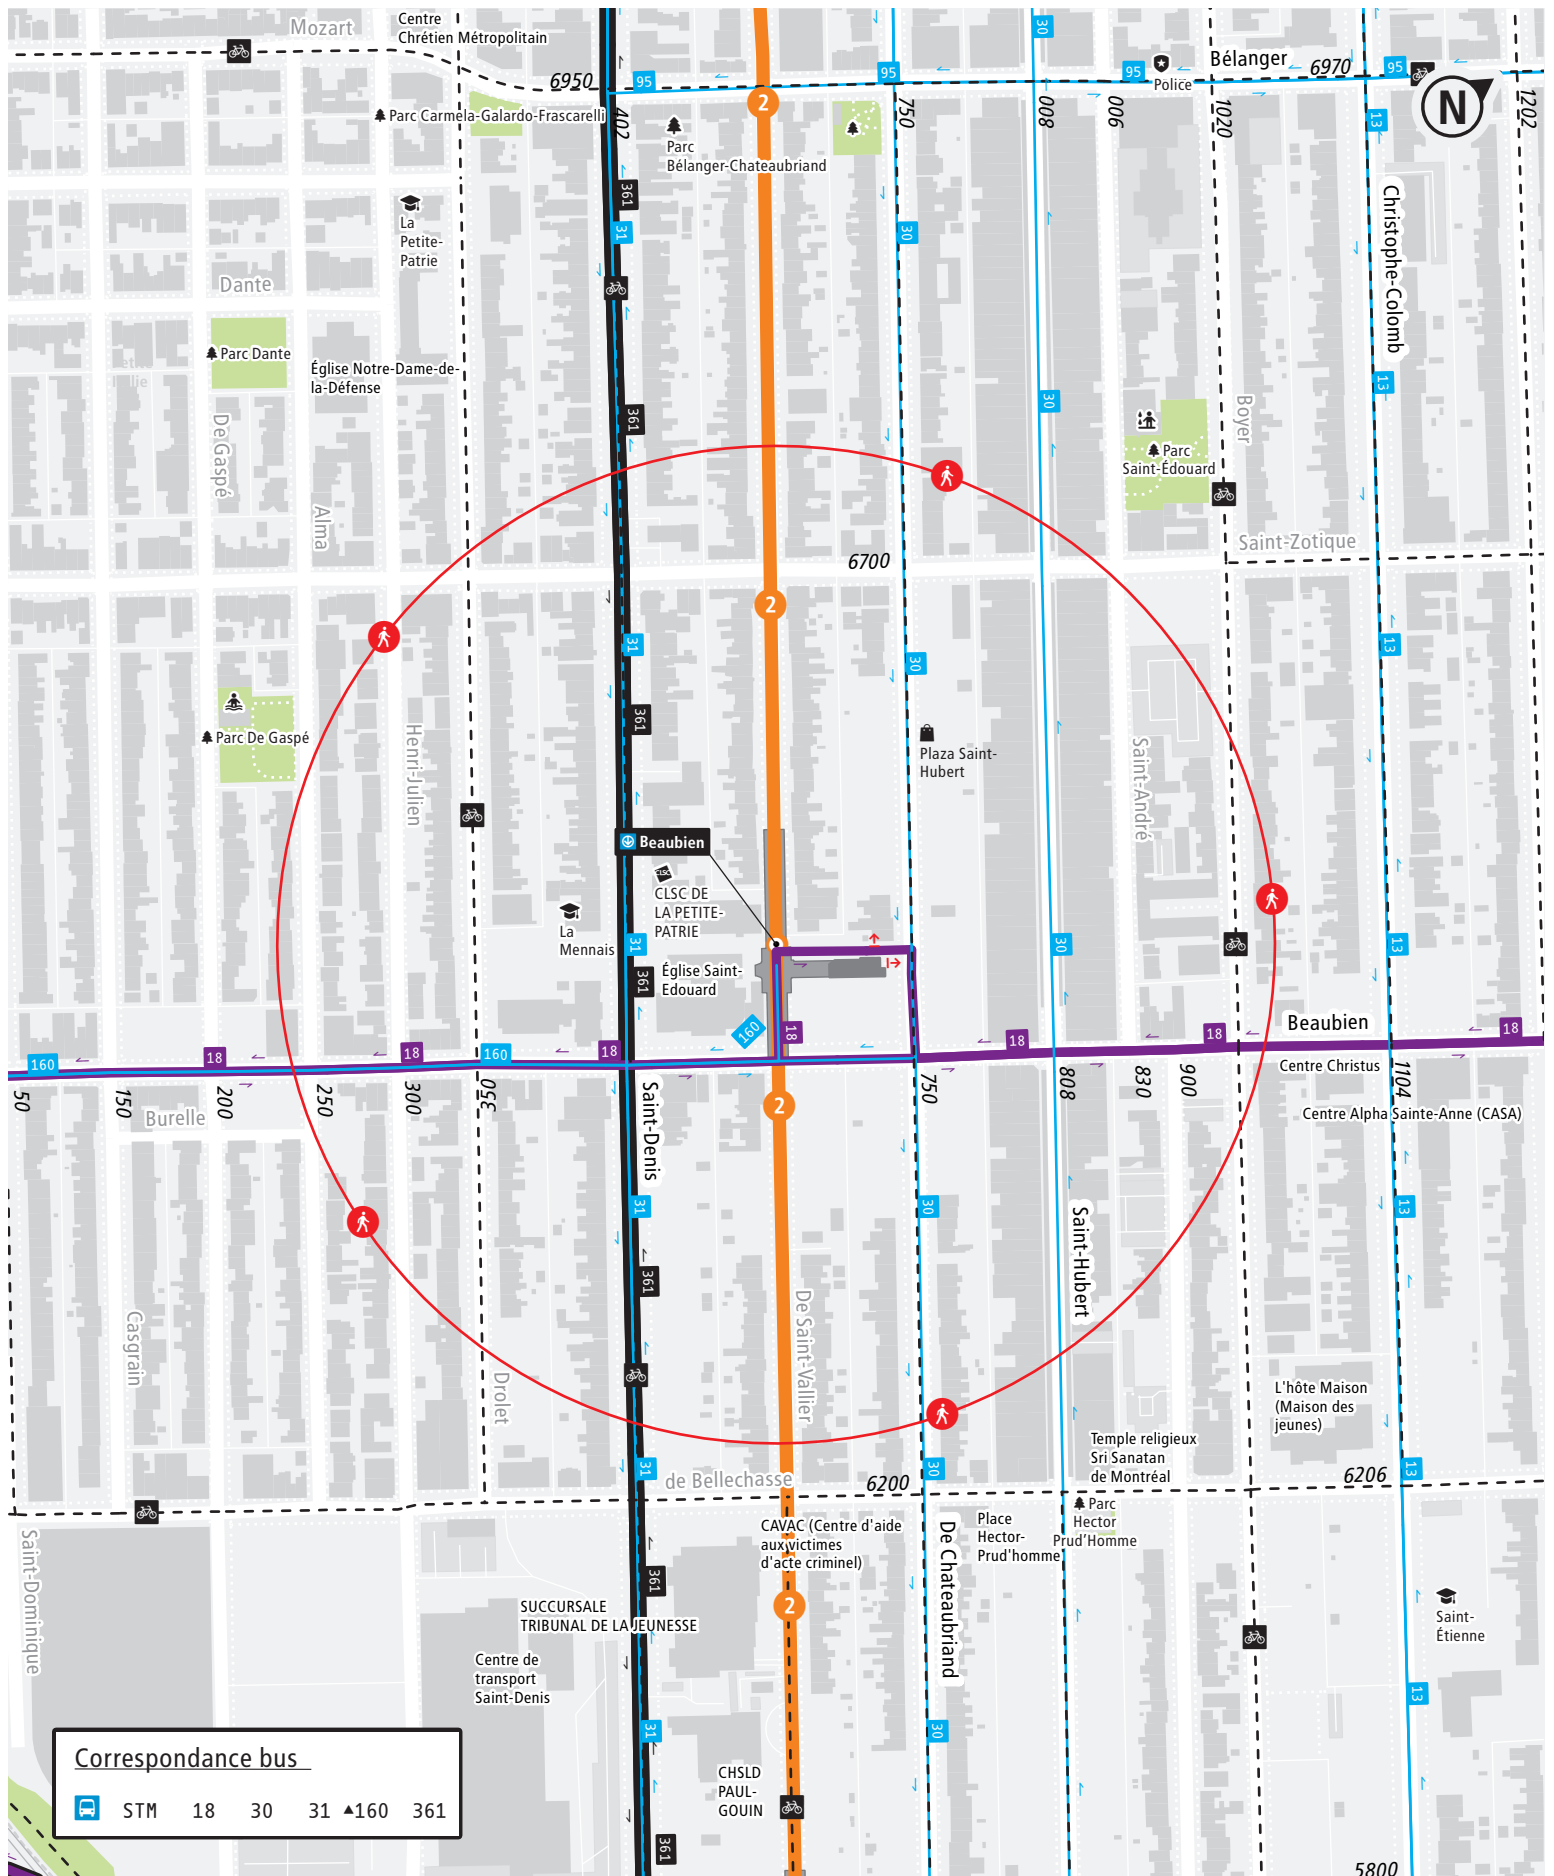 Mozart
Centre
Chrétien Métropolitain
6950
95
95
30
95
Police
Bélanger
6970
95
N
2
Parc Carmela-Galardo-Frascarelli
402
Parc
Bélanger-Chateaubriand
750
800
900
1020
13
1202
361
31
30
La
Petite-
Patrie
Christophe-Colomb
Dante
Parc Dante
Église Notre-Dame-de-
la-Défense
De Gaspé
Alma
361
30
13
Boyer
Parc
Saint-Édouard
Saint-Zotique
6700
2
31
30
13
361
Parc De Gaspé
Henri-Julien
Plaza Saint-
Hubert
Saint-André
Beaubien
CLSC
CLSC DE
LA PETITE-
PATRIE
La
Mennais
31
30
13
361
Église Saint-
Edouard
160
18
Beaubien
18
18
18
160
18
18
160
18
18
Centre Christus
50
150
200
250
300
350
750
808
830
900
1104
Burelle
2
Saint-Denis
Centre Alpha Sainte-Anne (CASA)
31
30
13
Saint-Hubert
361
Casgrain
Drolet
De Saint-Vallier
L'hôte Maison
(Maison des
jeunes)
Temple religieux
Sri Sanatan
de Montréal
31
30
13
de Bellechasse
6200
6206
Saint-Dominique
CAVAC (Centre d'aide
aux victimes
d'acte criminel)
De Chateaubriand
Place
Hector-
Prud'homme
Parc
Hector
Prud'Homme
361
2
SUCCURSALE
TRIBUNAL DE LA JEUNESSE
Saint-
Étienne
Centre de
transport
Saint-Denis
31
30
13
CHSLD
PAUL-
GOUIN
361
5800
Correspondance bus
STM 18 30 31 ▲160 361